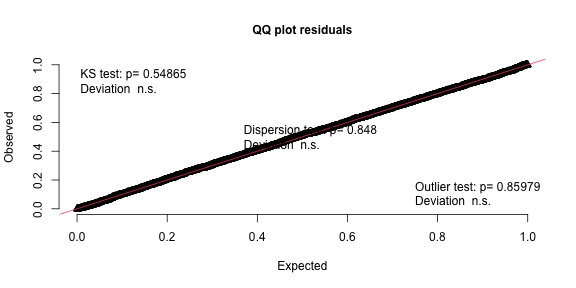 QQ plot residuals
KS test: p= 0.54865
Deviation n.s.
Dispersion test: p= 0.848
Deviation n.s.
Outlier test: p= 0.85979
Deviation n.s.
Observed
0.0 0.2 0.4 0.6 0.8 1.0
0.0 0.2 0.4 0.6 0.8 1.0
Expected